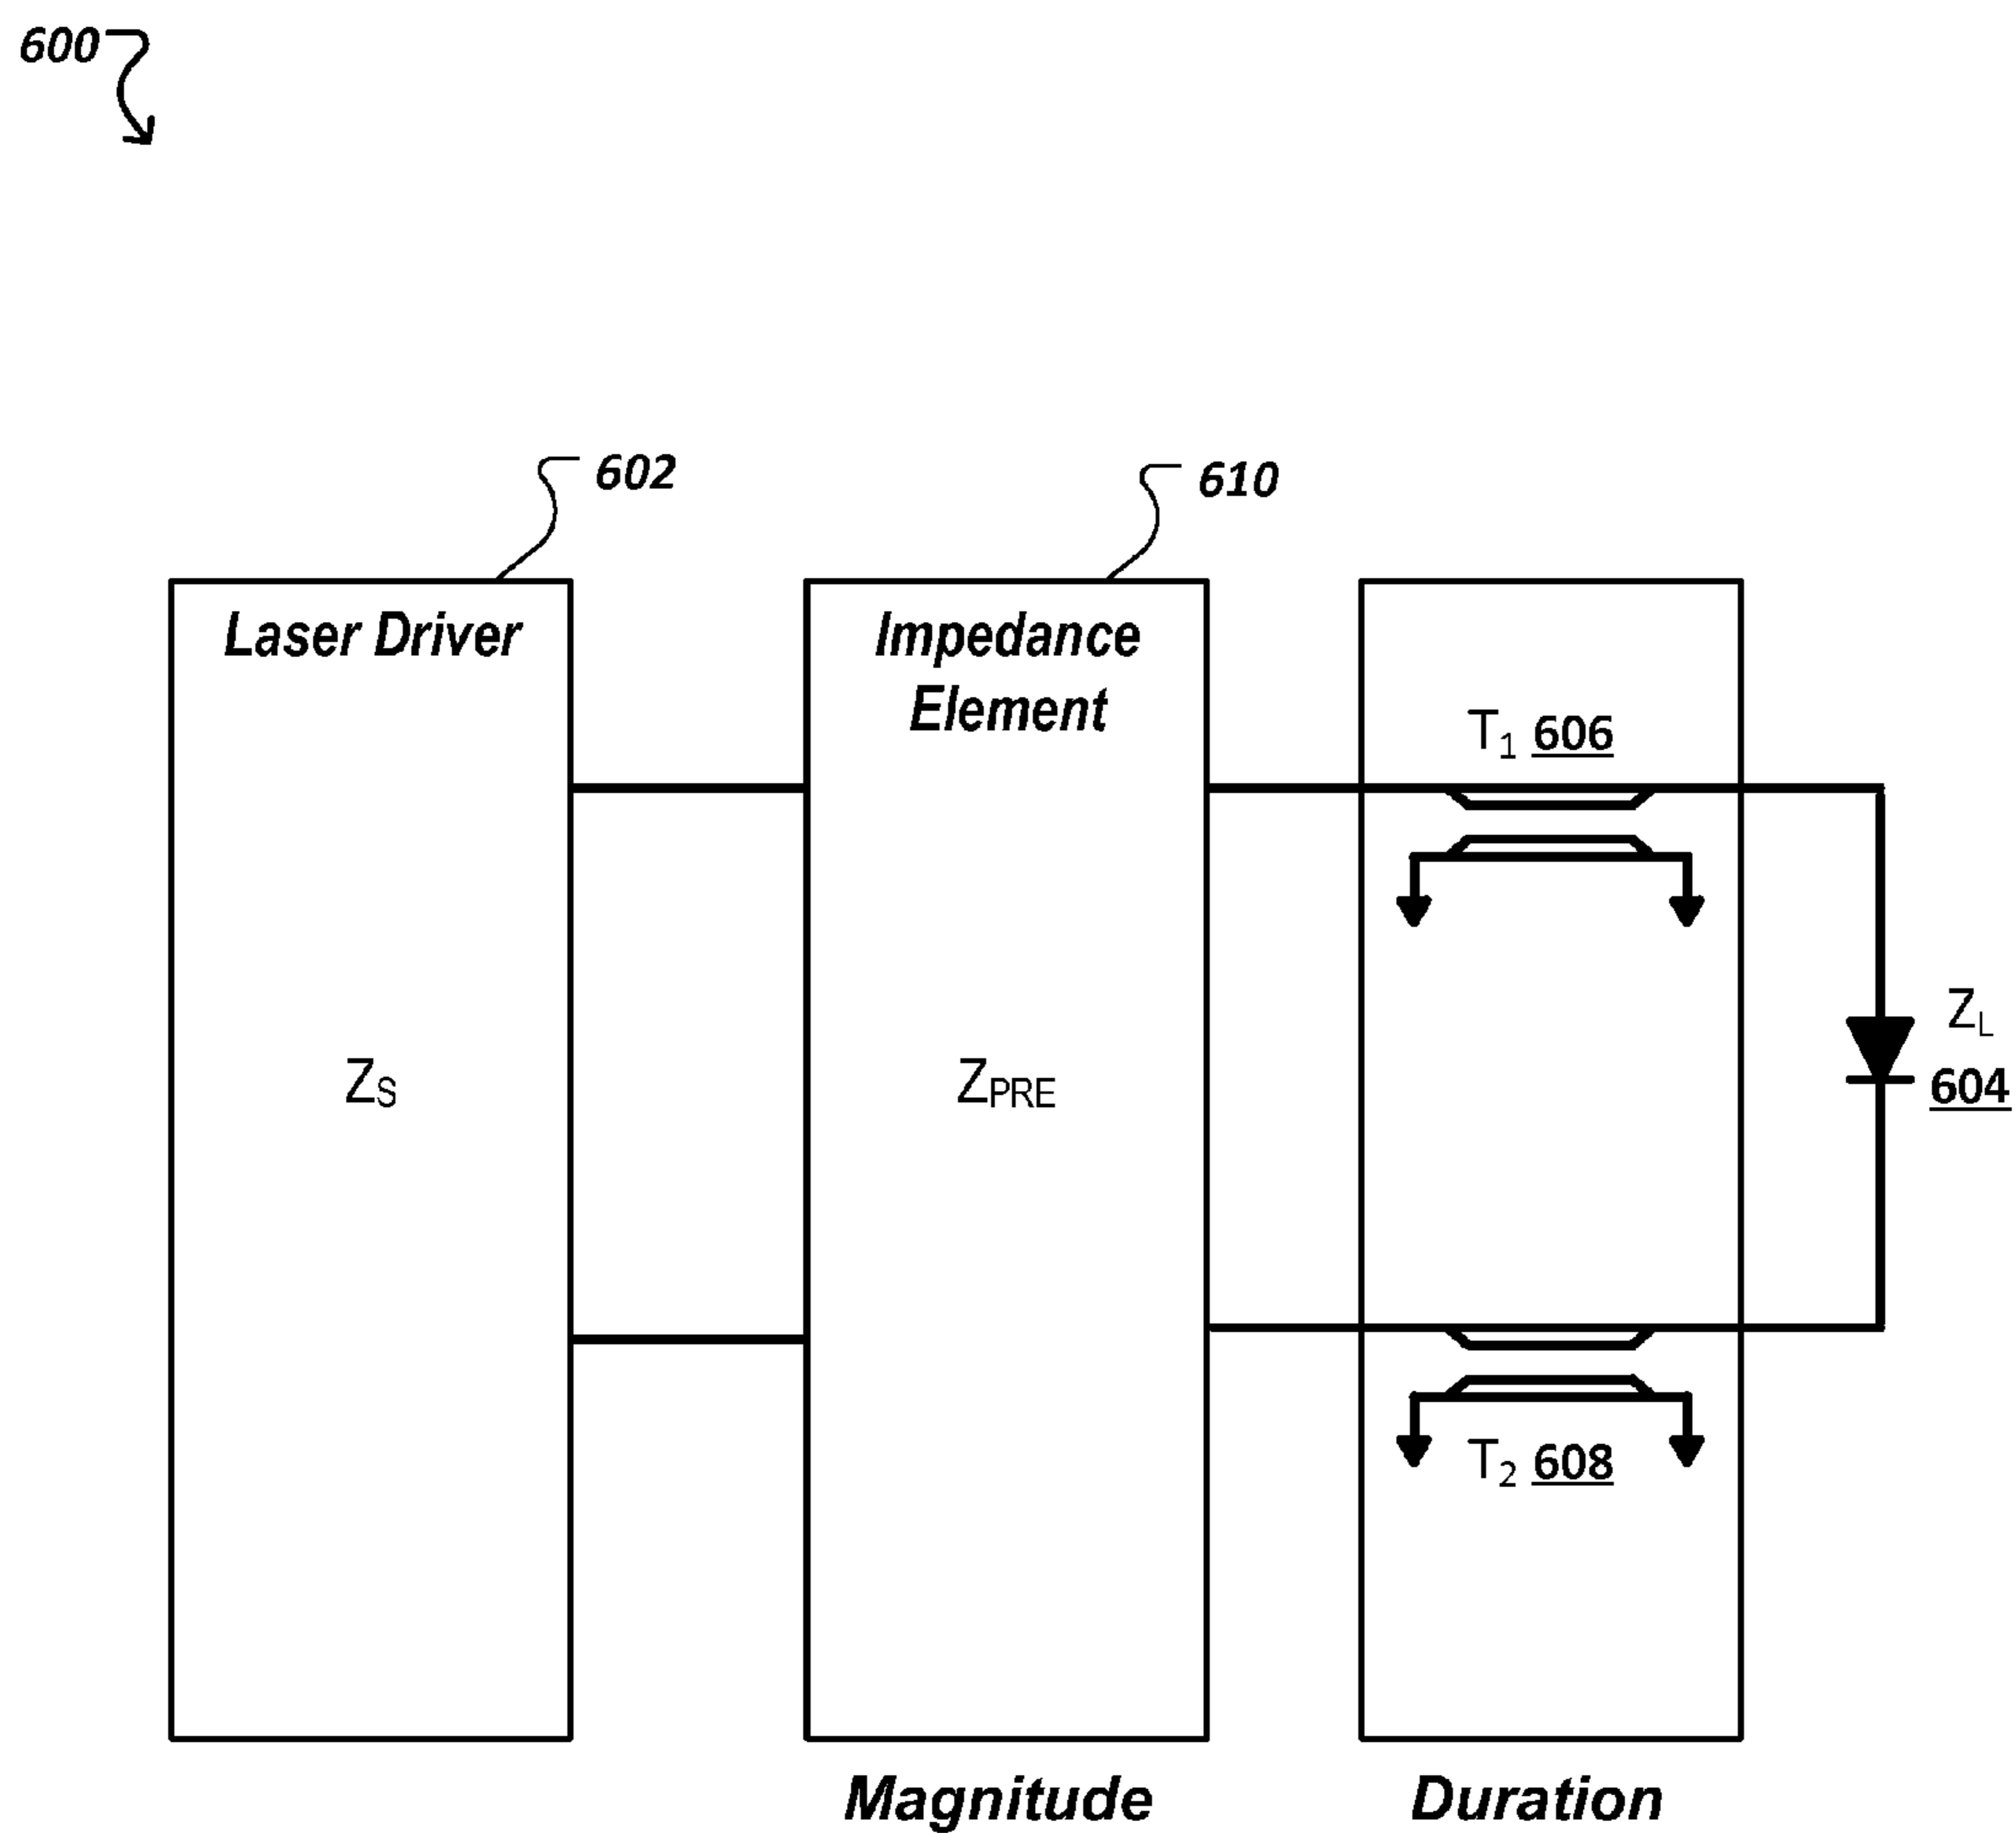 600
602
610
Laser Driver
Impedance
Element
T1 606
ZS
ZPRE
ZL
604
T2 608
Magnitude
Duration